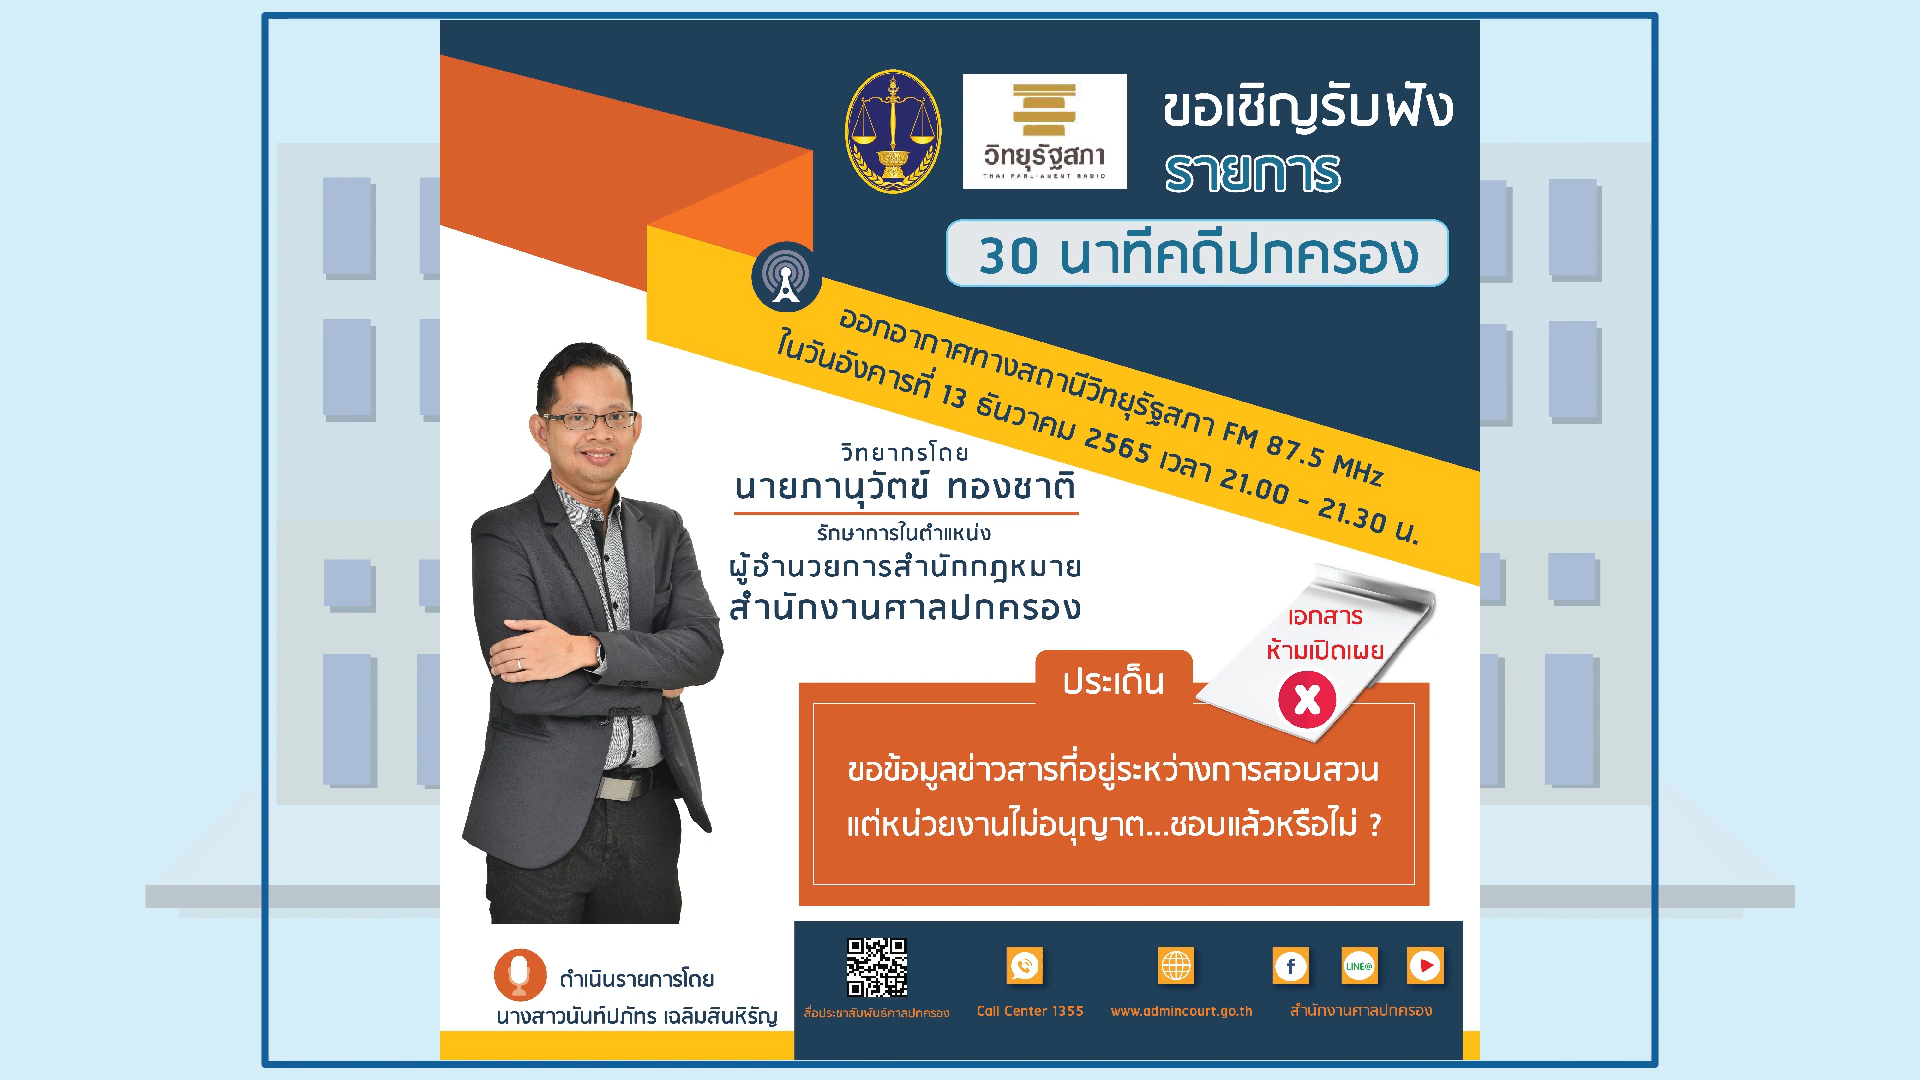 วิทยุรัฐสภา
THAI PARLIAMENT RADIO
ขอเชิญรับฟัง
รายการ
30 นาทีคดีปกครอง
ออกอากาศทางสถานีวิทยุรัฐสภา FM 87.5 MHz
ในวันอังคารที่ 13 ธันวาคม 2565 เวลา 21.00 - 21.30 น.
วิทยากรโดย
นายภานุวัตข์ ทองชาติ
รักษาการในตำแหน่ง
ผู้อำนวยการสำนักกฎหมาย
สำนักงานศาลปกครอง
เอกสาร
ห้ามเปิดเผย
X
ประเด็น
ขอข้อมูลข่าวสารที่อยู่ระหว่างการสอบสวน
แต่หน่วยงานไม่อนุญาต...ชอบแล้วหรือไม่ ?
ดำเนินรายการโดย
นางสาวนันท์ปภัทร เฉลิมสินหิรัญ
สื่อประชาสัมพันธ์ศาลปกครอง
Call Center 1355
www.admincourt.go.th
f
LINE@
สำนักงานศาลปกครอง